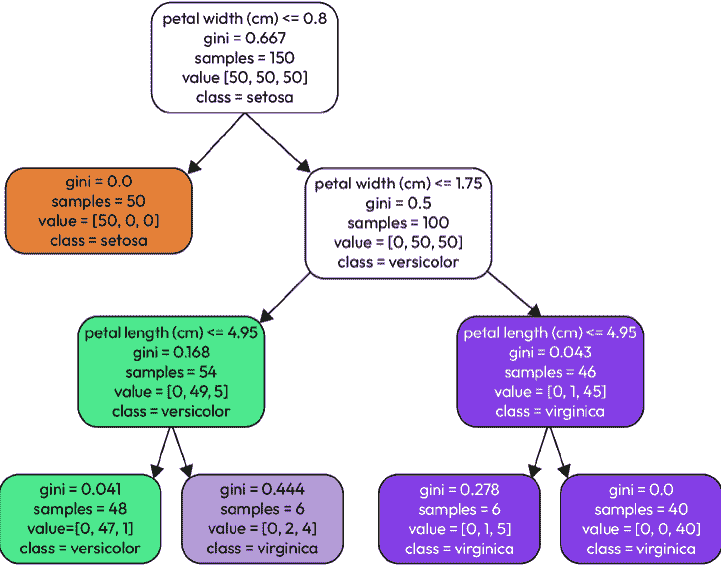 petal width (cm) <= 0.8
gini = 0.667
samples = 150
value [50, 50, 50]
class = setosa
gini = 0.0
samples = 50
value = [50, 0, 0]
class = setosa
petal width (cm) <= 1.75
gini = 0.5
samples = 100
value = [0, 50, 50]
class = versicolor
petal length (cm) <= 4.95
gini = 0.168
samples = 54
value = [0, 49, 5]
class = versicolor
petal length (cm) <= 4.95
gini = 0.043
samples = 46
value = [0, 1, 45]
class = virginica
gini = 0.041
samples = 48
value=[0, 47, 1]
class = versicolor
gini = 0.444
samples = 6
value = [0, 2, 4]
class = virginica
gini = 0.278
samples = 6
value = [0, 1, 5]
class = virginica
gini = 0.0
samples = 40
value = [0, 0, 40]
class = virginica